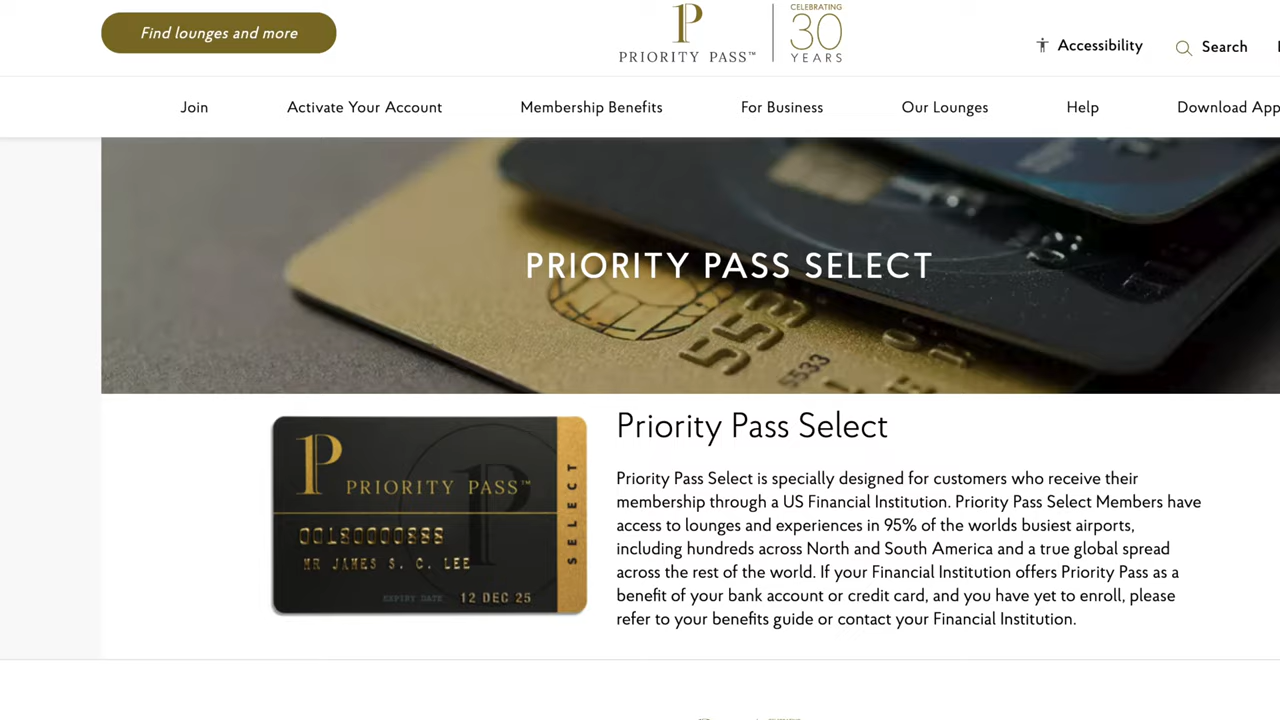 Find lounges and more
PRIORITY PASS™
CELEBRATING
30
YEARS
Accessibility
Search
Join
Activate Your Account
Membership Benefits
For Business
Our Lounges
Help
Download App
PRIORITY PASS SELECT
553
5533
PRIORITY PASS™
SELECT
MR JAMES S. C. LEE
EXPIRY DATE 12 DEC 25
Priority Pass Select
Priority Pass Select is specially designed for customers who receive their
membership through a US Financial Institution. Priority Pass Select Members have
access to lounges and experiences in 95% of the worlds busiest airports,
including hundreds across North and South America and a true global spread
across the rest of the world. If your Financial Institution offers Priority Pass as a
benefit of your bank account or credit card, and you have yet to enroll, please
refer to your benefits guide or contact your Financial Institution.